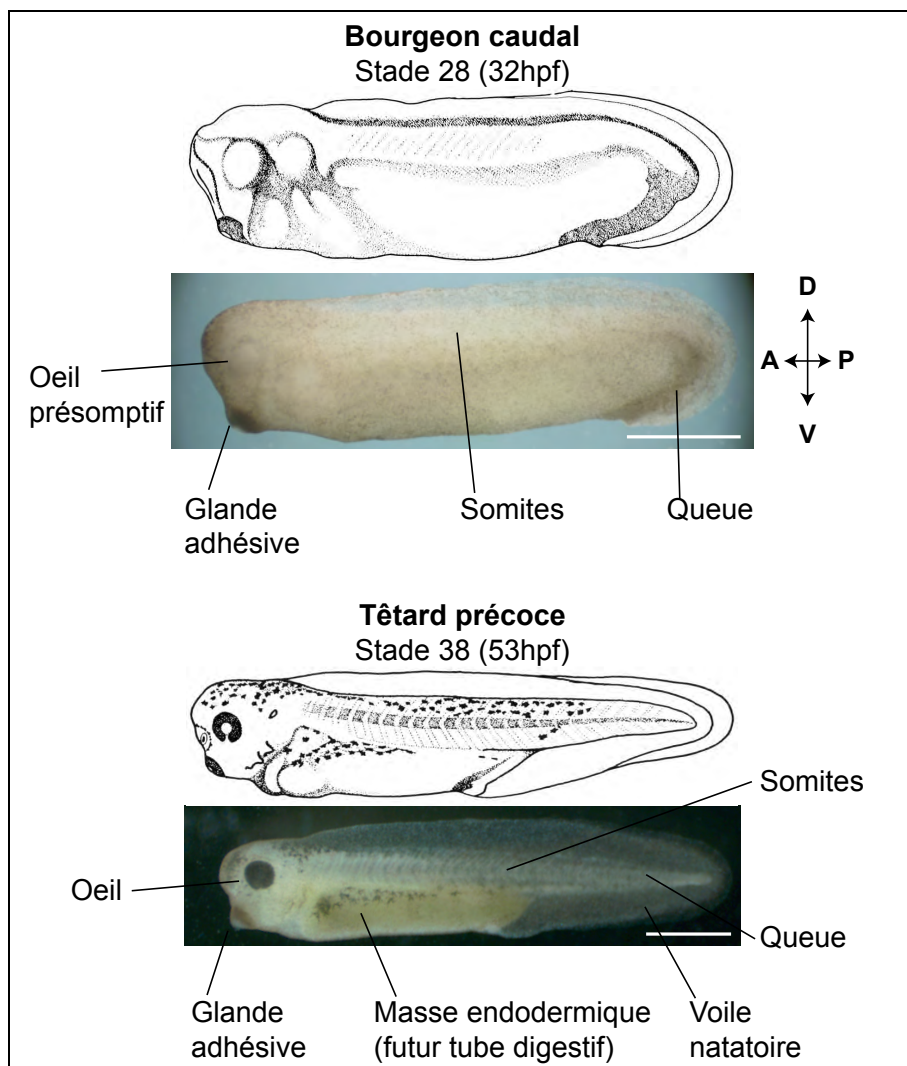 Bourgeon caudal
Stade 28 (32hpf)
D
A P
V
Oeil
présomptif
Glande
adhésive
Somites
Queue
Têtard précoce
Stade 38 (53hpf)
Somites
Oeil
Queue
Glande
adhésive
Masse endodermique
(futur tube digestif)
Voile
natatoire